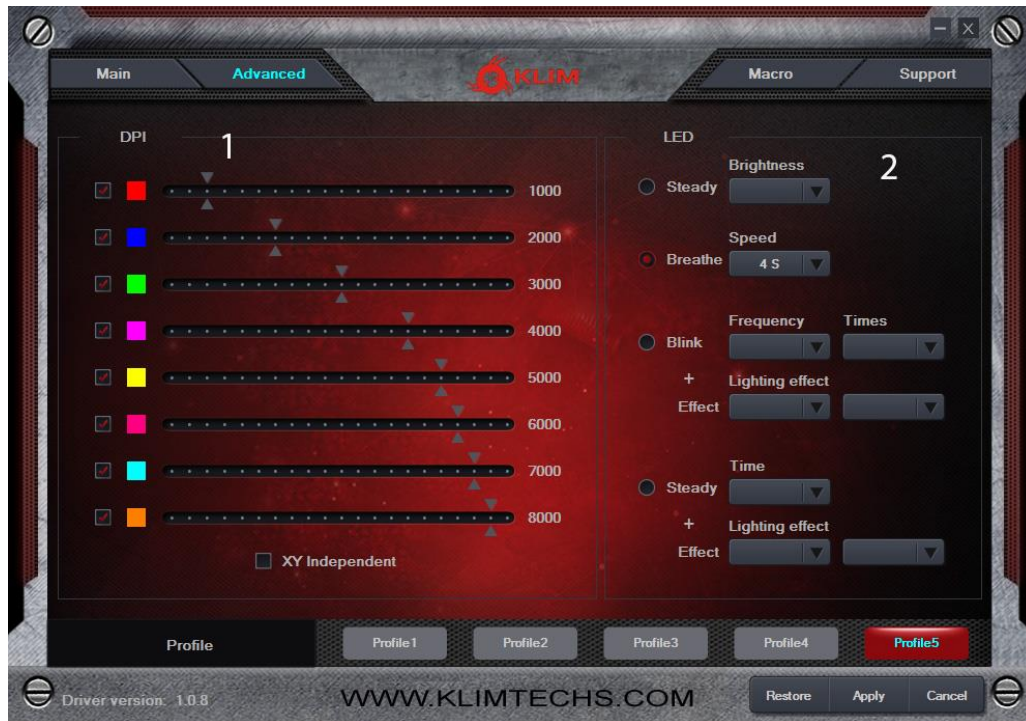 Main
Advanced
KLIM
Macro
Support
DPI
1
1000
2000
3000
4000
5000
6000
7000
8000
XY Independent
LED
2
Brightness
Steady
Speed
Breathe
4 S
Frequency Times
Blink
+ Lighting effect
Effect
Time
Steady
+ Lighting effect
Effect
Profile
Profile1
Profile2
Profile3
Profile4
Profile5
Driver version: 1.0.8
WWW.KLIMTECHS.COM
Restore
Apply
Cancel